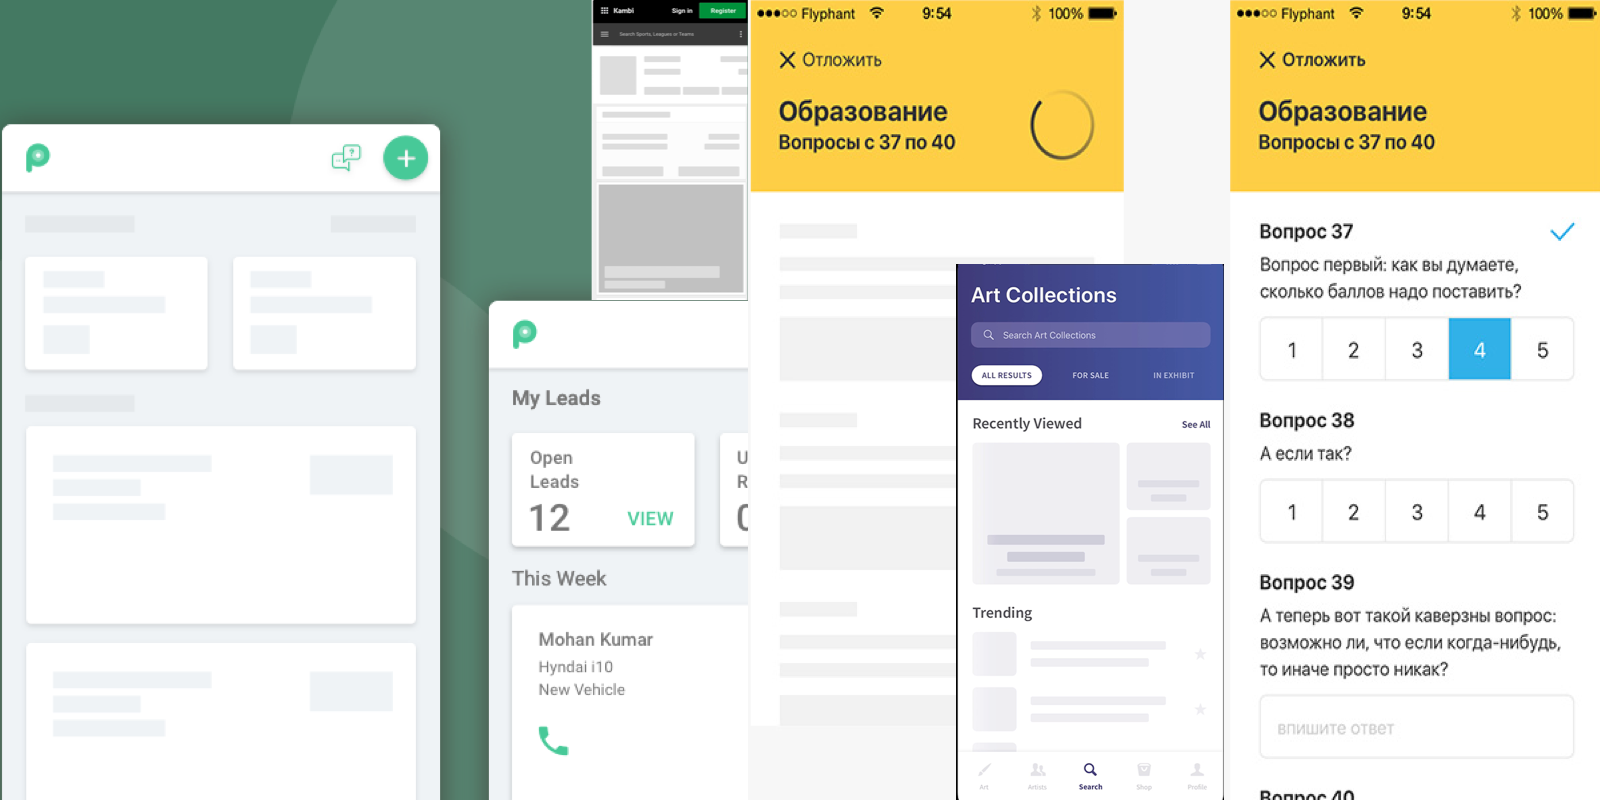 Kambi
Sign in
Register
Search Sports, Leagues or Teams
My Leads
Open
Leads
12
VIEW
U
R
This Week
Mohan Kumar
Hyndai i10
New Vehicle
Flyphant
9:54
100%
Отложить
Образование
Вопросы с 37 по 40
Art Collections
Search Art Collections
ALL RESULTS
FOR SALE
IN EXHIBIT
Recently Viewed
See All
Trending
Art
Artists
Search
Shop
Profile
Flyphant
9:54
100%
Отложить
Образование
Вопросы с 37 по 40
Вопрос 37
Вопрос первый: как вы думаете,
сколько баллов надо поставить?
1 2 3 4 5
Вопрос 38
А если так?
1 2 3 4 5
Вопрос 39
А теперь вот такой каверзны вопрос:
возможно ли, что если когда-нибудь,
то иначе просто никак?
впишите ответ
Вопрос 40